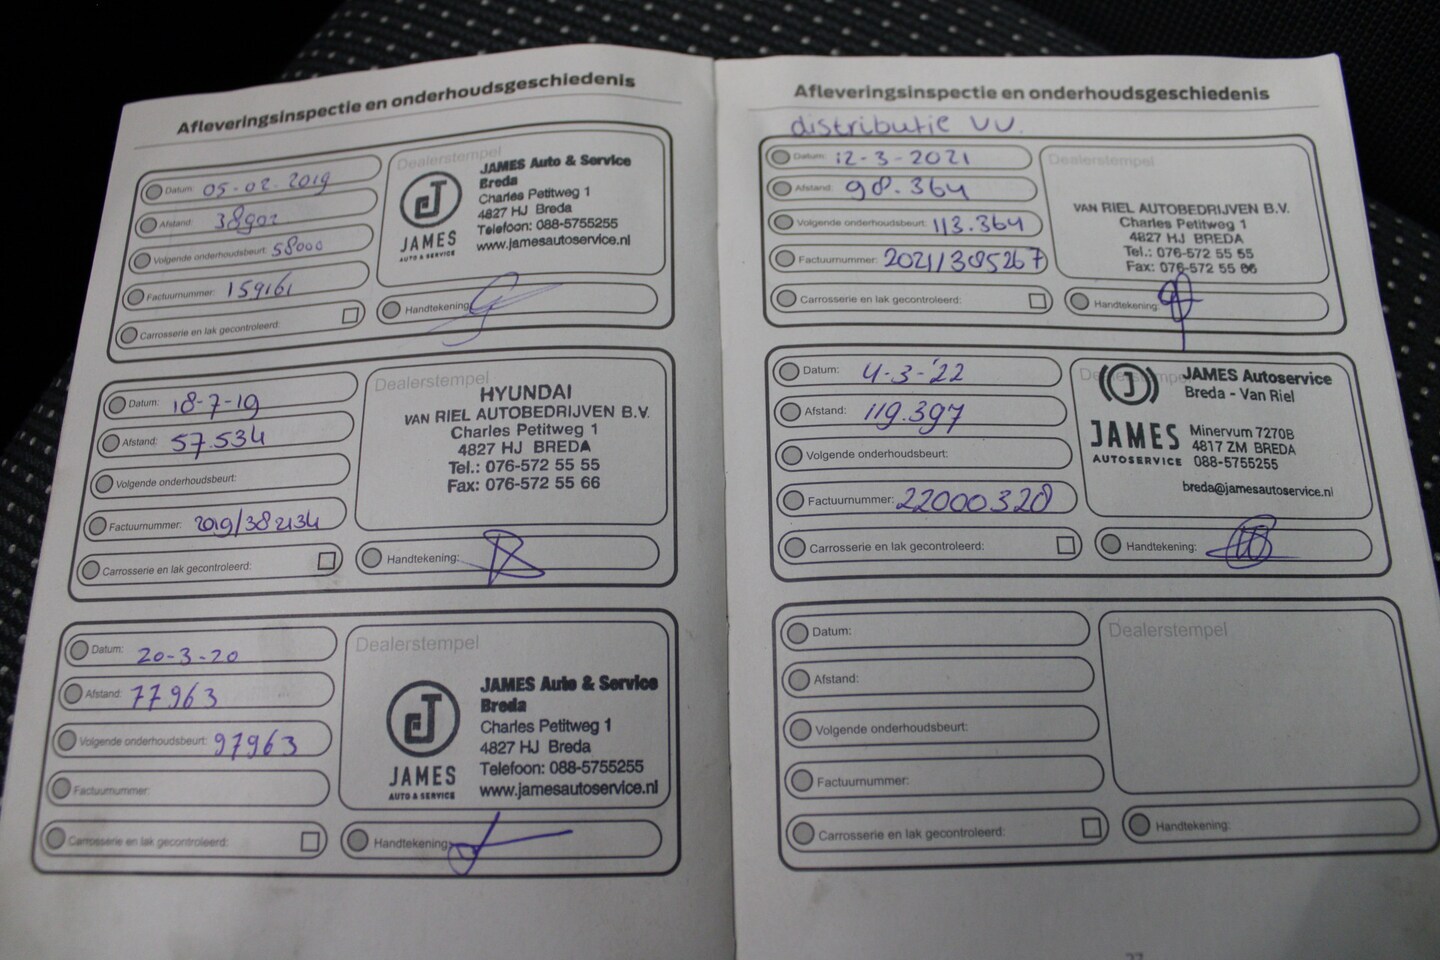 Afleveringsinspectie en onderhoudsgeschiedenis
Datum: 05-02-2019
Afstand: 38902
Volgende onderhoudsbeurt: 58000
Factuurnummer: 159161
Carrosserie en lak gecontroleerd:
Dealerstempel
JAMES Auto & Service
Breda
Charles Petitweg 1
4827 HJ Breda
Telefoon: 088-5755255
www.jamesautoservice.nl
JAMES
AUTO & SERVICE
Handtekening:
Datum: 18-7-19
Afstand: 57.534
Volgende onderhoudsbeurt:
Factuurnummer: 2019/382134
Carrosserie en lak gecontroleerd:
Dealerstempel
HYUNDAI
VAN RIEL AUTOBEDRIJVEN B.V.
Charles Petitweg 1
4827 HJ BREDA
Tel.: 076-572 55 55
Fax: 076-572 55 66
Handtekening:
Datum: 20-3-20
Afstand: 77963
Volgende onderhoudsbeurt: 97963
Factuurnummer:
Carrosserie en lak gecontroleerd:
Dealerstempel
JAMES Auto & Service
Breda
Charles Petitweg 1
4827 HJ Breda
Telefoon: 088-5755255
www.jamesautoservice.nl
JAMES
AUTO & SERVICE
Handtekening:
Afleveringsinspectie en onderhoudsgeschiedenis
distributie VV.
Datum: 12-3-2021
Afstand: 98.364
Volgende onderhoudsbeurt: 113.364
Factuurnummer: 2021/385267
Carrosserie en lak gecontroleerd:
Dealerstempel
VAN RIEL AUTOBEDRIJVEN B.V.
Charles Petitweg 1
4827 HJ BREDA
Tel.: 076-572 55 55
Fax: 076-572 55 66
Handtekening:
Datum: 4-3-'22
Afstand: 119.397
Volgende onderhoudsbeurt:
Factuurnummer: 22000328
Carrosserie en lak gecontroleerd:
JAMES Autoservice
Breda - Van Riel
JAMES
AUTOSERVICE
Minervum 7270B
4817 ZM BREDA
088-5755255
breda@jamesautoservice.nl
Handtekening:
Datum:
Afstand:
Volgende onderhoudsbeurt:
Factuurnummer:
Carrosserie en lak gecontroleerd:
Dealerstempel
Handtekening: